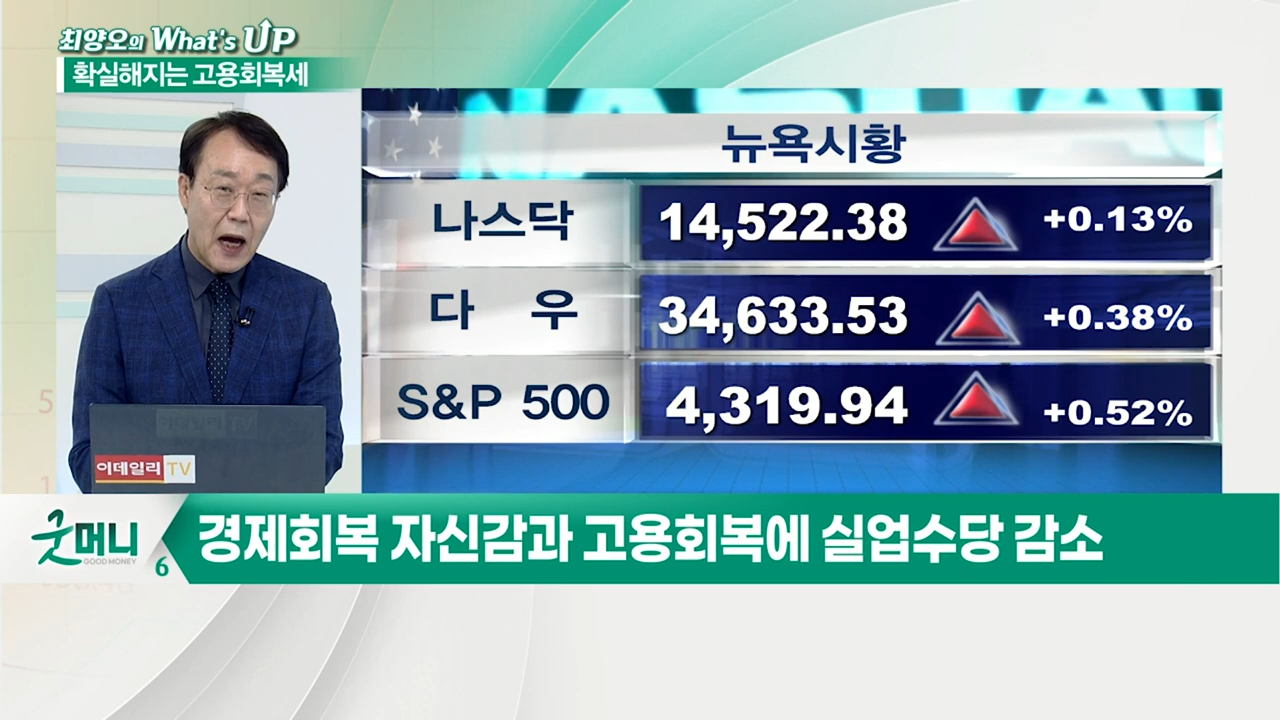 최양오의 What's UP
확실해지는 고용회복세
NASDAQ
뉴욕시황
나스닥 14,522.38 +0.13%
다 우 34,633.53 +0.38%
S&P 500 4,319.94 +0.52%
이데일리 TV
굿머니
GOOD MONEY
6
경제회복 자신감과 고용회복에 실업수당 감소